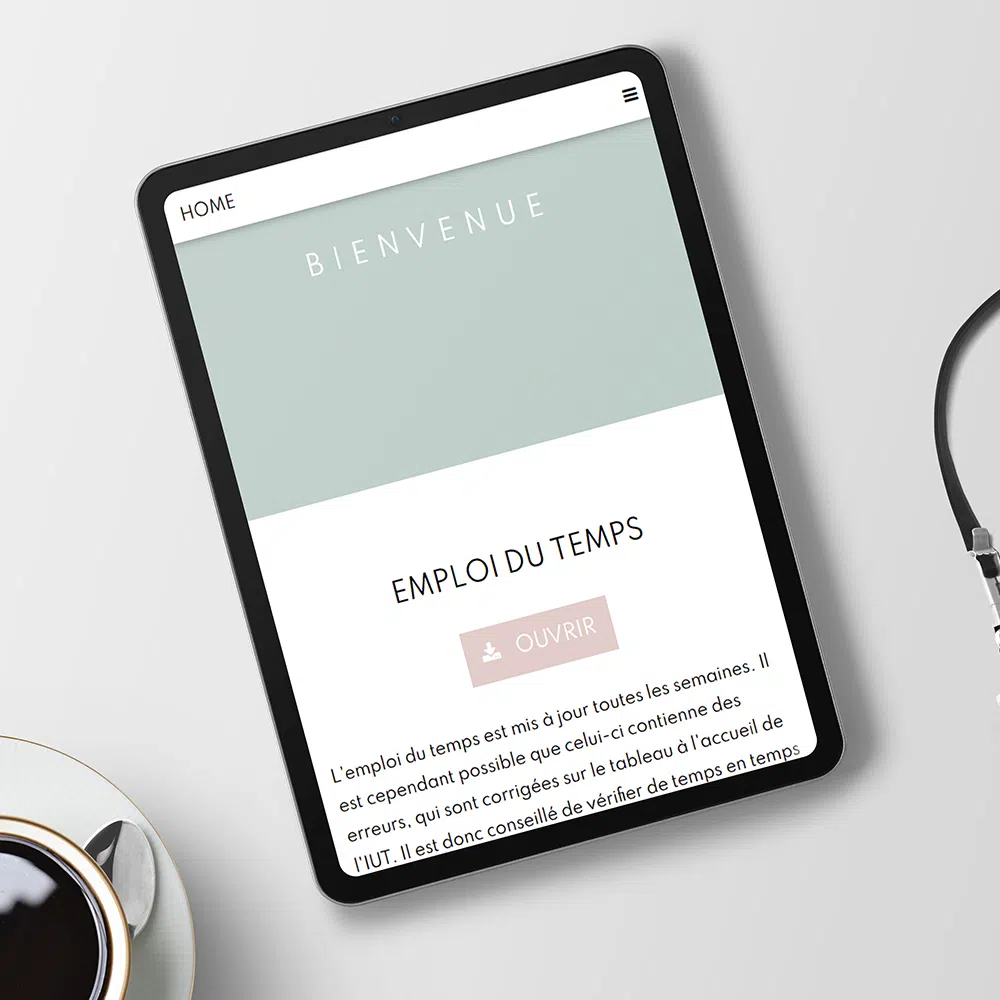 HOME
BIENVENUE
EMPLOI DU TEMPS
OUVRIR
L'emploi du temps est mis à jour toutes les semaines. Il
est cependant possible que celui-ci contienne des
erreurs, qui sont corrigées sur le tableau à l'accueil de
l'IUT. Il est donc conseillé de vérifier de temps en temps